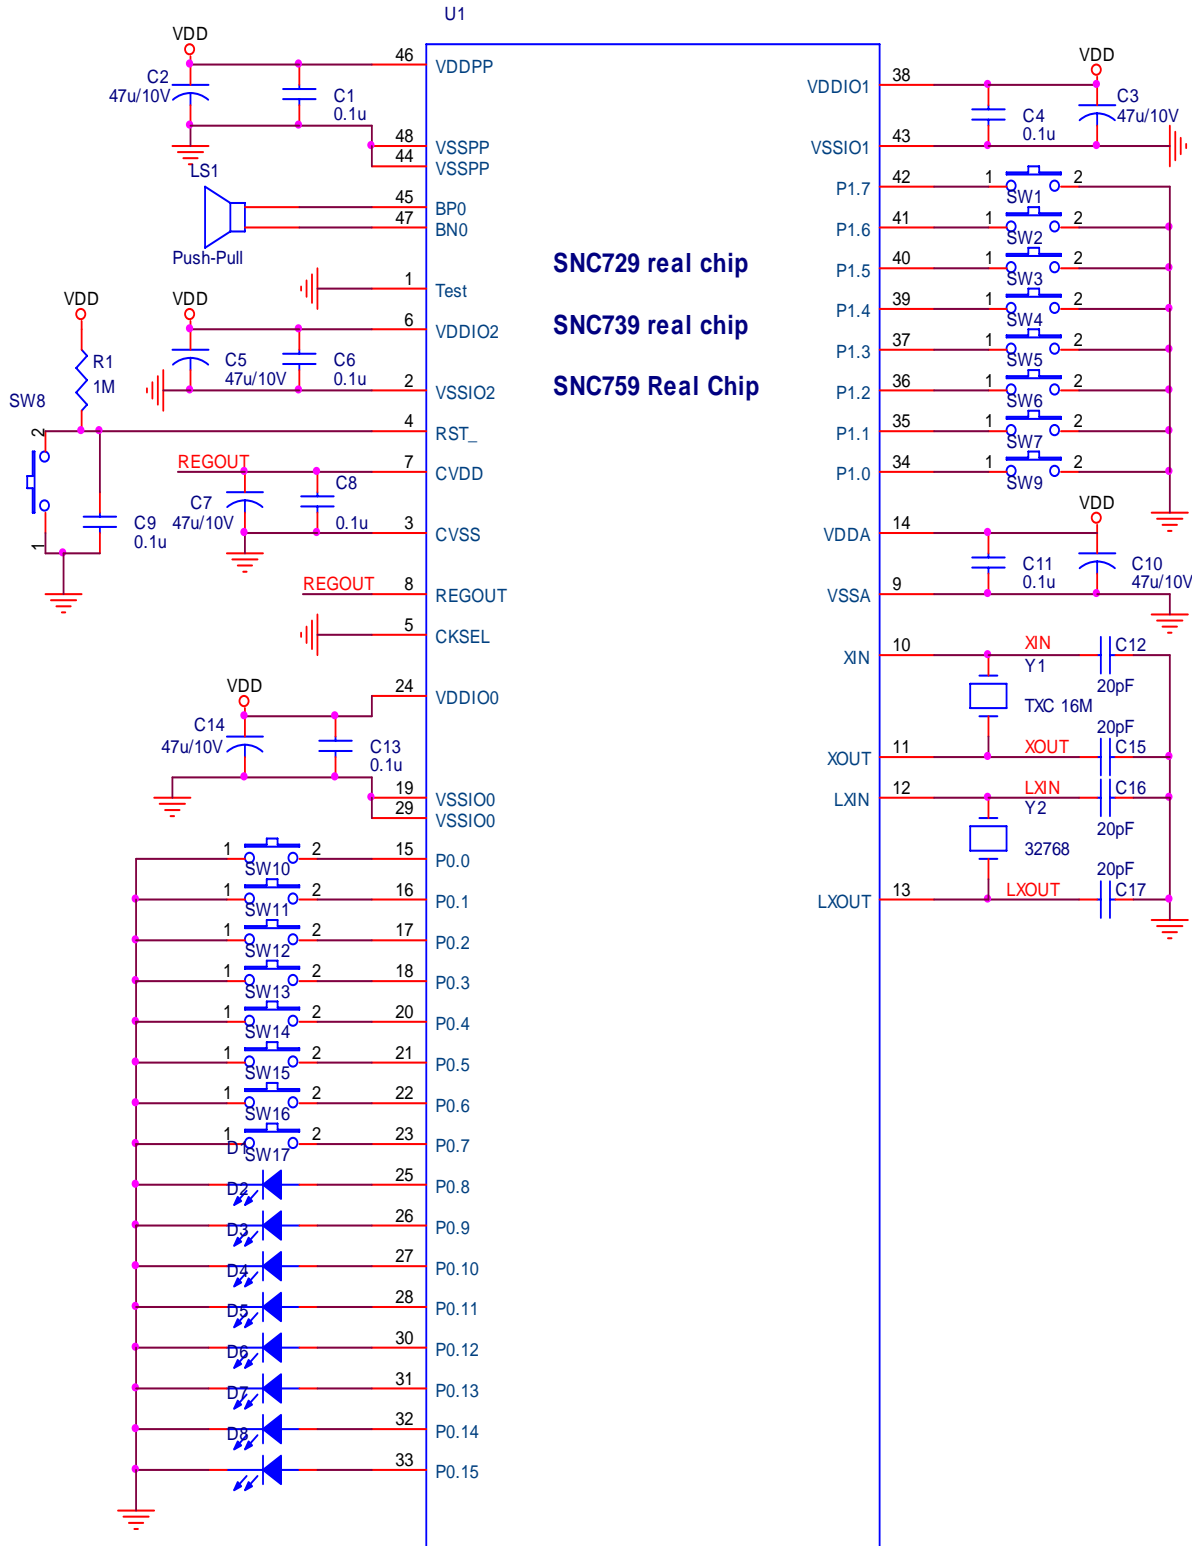 U1
VDD
46 VDDPP
C2
47u/10V
C1
0.1u
48 VSSPP
44 VSSPP
LS1
45 BP0
47 BN0
Push-Pull
1 Test
VDD
VDD
6 VDDIO2
R1
1M
C5
47u/10V
C6
0.1u
2 VSSIO2
SW8
2
4 RST_
REGOUT
7 CVDD
C7
47u/10V
C8
0.1u
C9
0.1u
3 CVSS
1
REGOUT
8 REGOUT
5 CKSEL
VDD
24 VDDIO0
C14
47u/10V
C13
0.1u
19 VSSIO0
29 VSSIO0
1 2 15 P0.0
SW10
1 2 16 P0.1
SW11
1 2 17 P0.2
SW12
1 2 18 P0.3
SW13
1 2 20 P0.4
SW14
1 2 21 P0.5
SW15
1 2 22 P0.6
SW16
1 2 23 P0.7
D1 SW17
25 P0.8
D2
26 P0.9
D3
27 P0.10
D4
28 P0.11
D5
30 P0.12
D6
31 P0.13
D7
32 P0.14
D8
33 P0.15
SNC729 real chip
SNC739 real chip
SNC759 Real Chip
VDD
VDDIO1 38
C4
0.1u
C3
47u/10V
VSSIO1 43
P1.7 42 1 2
SW1
P1.6 41 1 2
SW2
P1.5 40 1 2
SW3
P1.4 39 1 2
SW4
P1.3 37 1 2
SW5
P1.2 36 1 2
SW6
P1.1 35 1 2
SW7
P1.0 34 1 2
SW9
VDD
VDDA 14
C11
0.1u
C10
47u/10V
VSSA 9
XIN 10 XIN C12
Y1
20pF
TXC 16M
20pF
XOUT 11 XOUT C15
LXIN 12 LXIN C16
Y2
20pF
32768
20pF
LXOUT 13 LXOUT C17